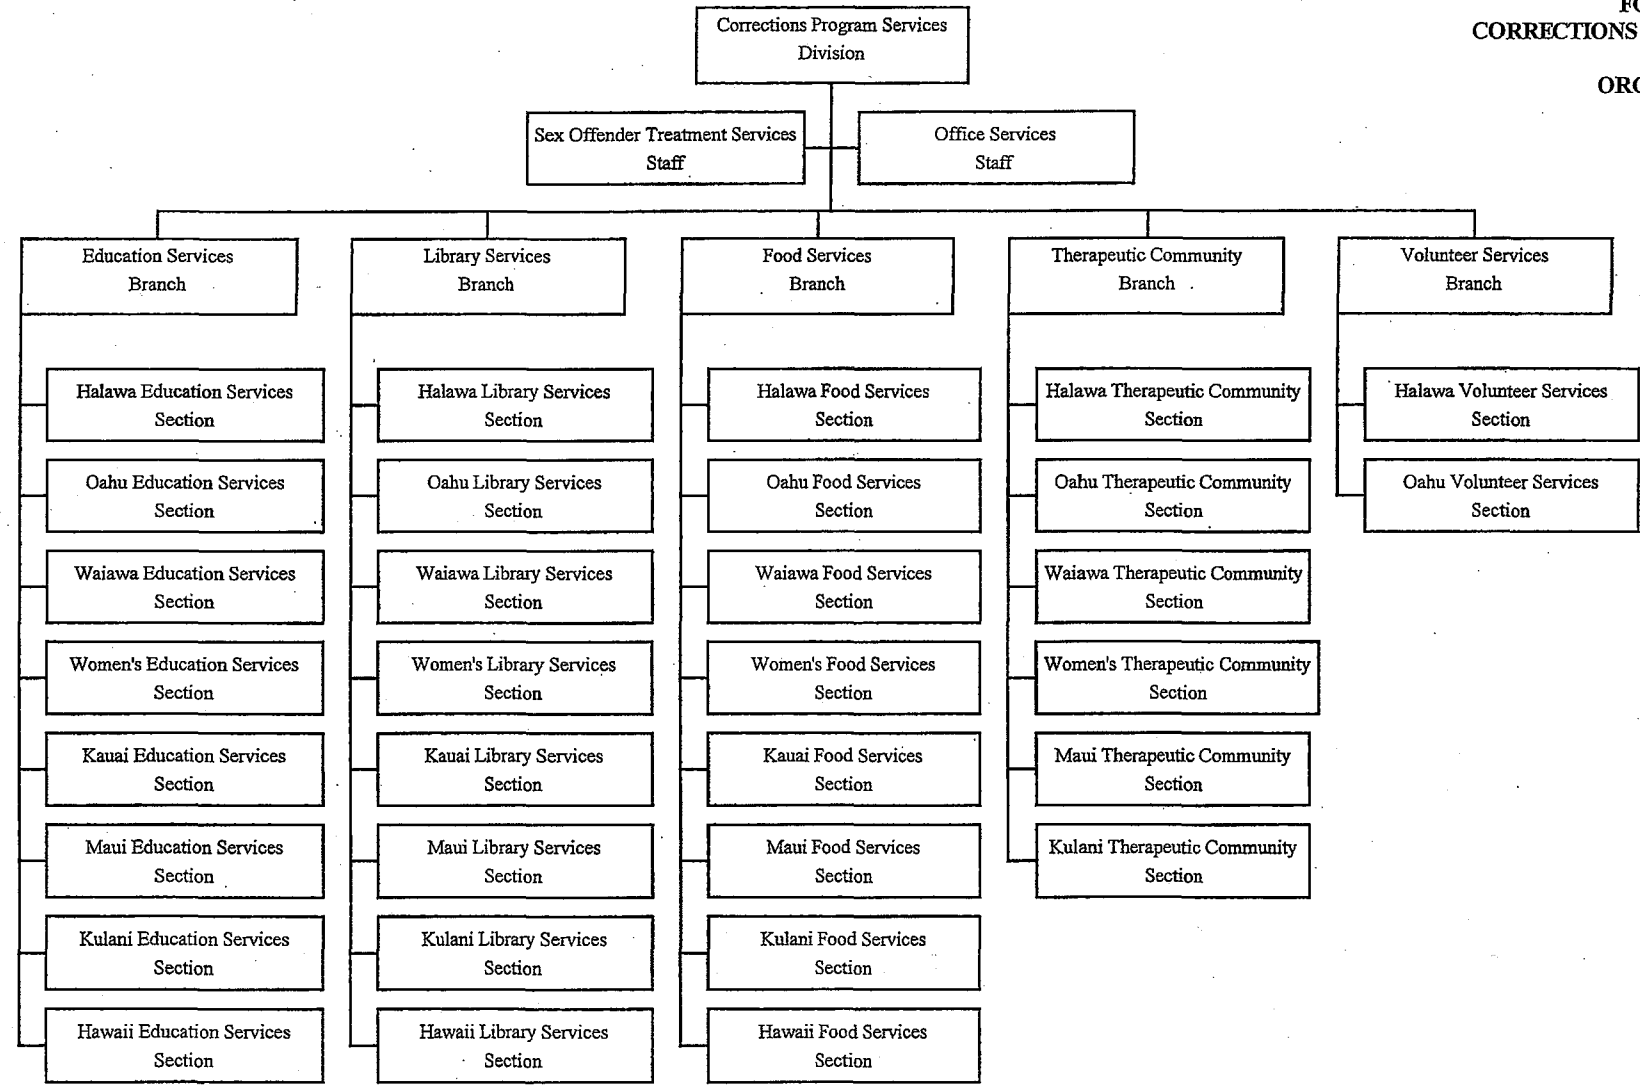 CORRECTIONS
Corrections Program Services
Division
Sex Offender Treatment Services
Staff
Office Services
Staff
Education Services
Branch
Library Services
Branch
Food Services
Branch
Therapeutic Community
Branch
Volunteer Services
Branch
Halawa Education Services
Section
Oahu Education Services
Section
Waiawa Education Services
Section
Women's Education Services
Section
Kauai Education Services
Section
Maui Education Services
Section
Kulani Education Services
Section
Hawaii Education Services
Section
Halawa Library Services
Section
Oahu Library Services
Section
Waiawa Library Services
Section
Women's Library Services
Section
Kauai Library Services
Section
Maui Library Services
Section
Kulani Library Services
Section
Hawaii Library Services
Section
Halawa Food Services
Section
Oahu Food Services
Section
Waiawa Food Services
Section
Women's Food Services
Section
Kauai Food Services
Section
Maui Food Services
Section
Kulani Food Services
Section
Hawaii Food Services
Section
Halawa Therapeutic Community
Section
Oahu Therapeutic Community
Section
Waiawa Therapeutic Community
Section
Women's Therapeutic Community
Section
Maui Therapeutic Community
Section
Kulani Therapeutic Community
Section
Halawa Volunteer Services
Section
Oahu Volunteer Services
Section